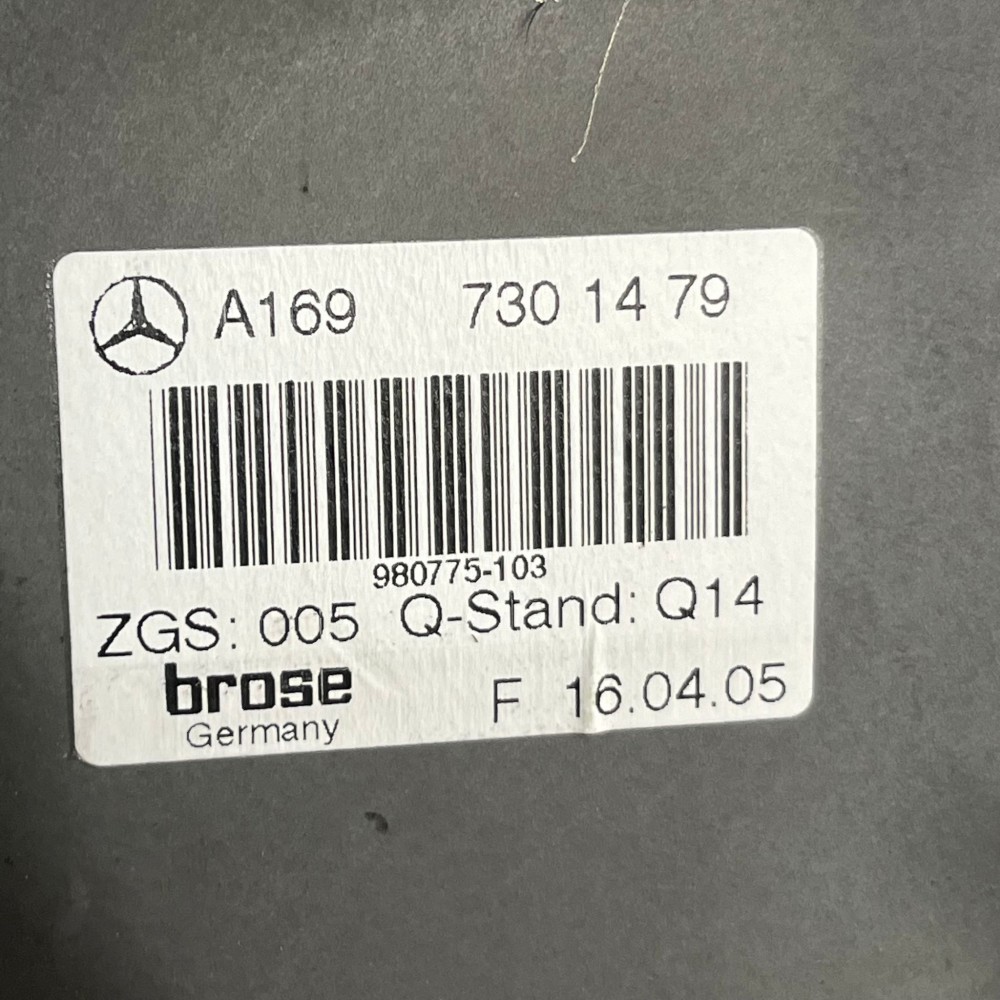 A169 730 14 79
980775-103
ZGS: 005 Q-Stand: Q14
brose F 16.04.05
Germany